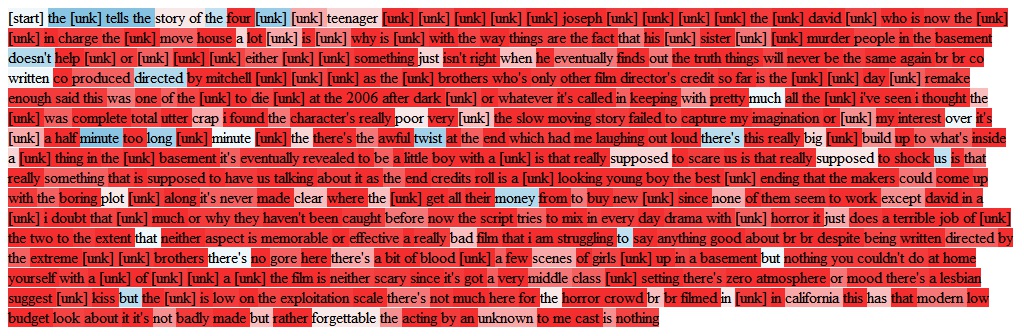 [start] the [unk] tells the story of the four [unk] [unk] teenager [unk] [unk] [unk] [unk] [unk] joseph [unk] [unk] [unk] [unk] the [unk] david [unk] who is now the [unk]
[unk] in charge the [unk] move house a lot [unk] is [unk] why is [unk] with the way things are the fact that his [unk] sister [unk] [unk] murder people in the basement
doesn't help [unk] or [unk] [unk] [unk] either [unk] [unk] something just isn't right when he eventually finds out the truth things will never be the same again br br co
written co produced directed by mitchell [unk] [unk] [unk] as the [unk] brothers who's only other film director's credit so far is the [unk] [unk] day [unk] remake
enough said this was one of the [unk] to die [unk] at the 2006 after dark [unk] or whatever it's called in keeping with pretty much all the [unk] i've seen i thought the
[unk] was complete total utter crap i found the character's really poor very [unk] the slow moving story failed to capture my imagination or [unk] my interest over it's
[unk] a half minute too long [unk] minute [unk] the there's the awful twist at the end which had me laughing out loud there's this really big [unk] build up to what's inside
a [unk] thing in the [unk] basement it's eventually revealed to be a little boy with a [unk] is that really supposed to scare us is that really supposed to shock us is that
really something that is supposed to have us talking about it as the end credits roll is a [unk] looking young boy the best [unk] ending that the makers could come up
with the boring plot [unk] along it's never made clear where the [unk] get all their money from to buy new [unk] since none of them seem to work except david in a
[unk] i doubt that [unk] much or why they haven't been caught before now the script tries to mix in every day drama with [unk] horror it just does a terrible job of [unk]
the two to the extent that neither aspect is memorable or effective a really bad film that i am struggling to say anything good about br br despite being written directed by
the extreme [unk] [unk] brothers there's no gore here there's a bit of blood [unk] a few scenes of girls [unk] up in a basement but nothing you couldn't do at home
yourself with a [unk] of [unk] [unk] a [unk] the film is neither scary since it's got a very middle class [unk] setting there's zero atmosphere or mood there's a lesbian
suggest [unk] kiss but the [unk] is low on the exploitation scale there's not much here for the horror crowd br br filmed in [unk] in california this has that modern low
budget look about it it's not badly made but rather forgettable the acting by an unknown to me cast is nothing